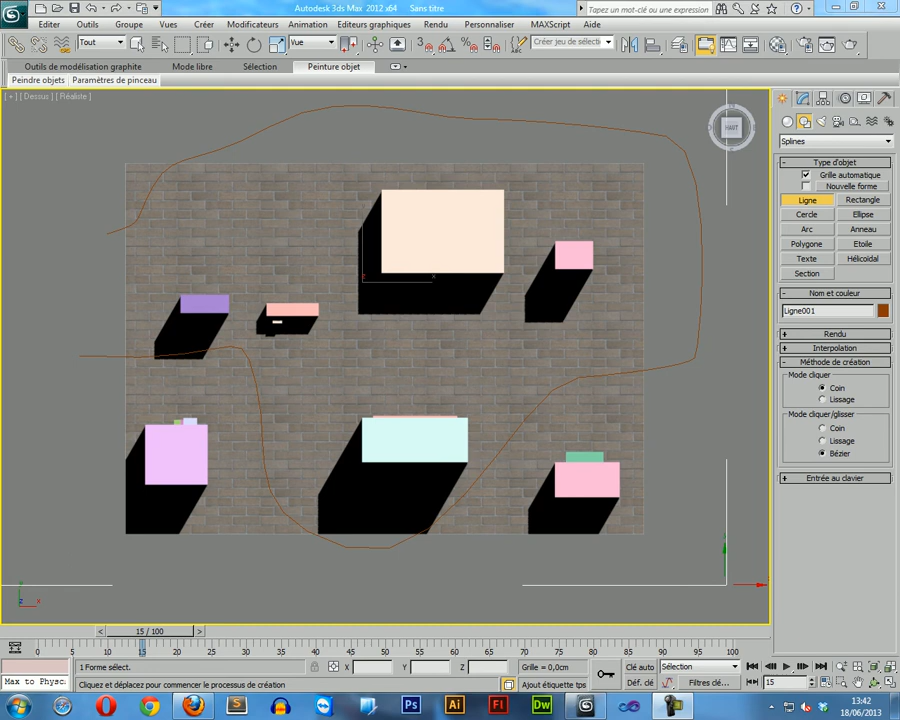 Autodesk 3ds Max 2012 x64 Sans titre
Tapez un mot-clé ou une expression
Editer Outils Groupe Vues Créer Modificateurs Animation Editeurs graphiques Rendu Personnaliser MAXScript Aide
Tout Vue 3 Créer jeu de sélection
Outils de modélisation graphite Mode libre Sélection Peinture objet
Peindre objets Paramètres de pinceau
[ + ] [ Dessus ] [ Réaliste ]
HAUT
Splines
- Type d'objet
Grille automatique
Nouvelle forme
Ligne Rectangle
Cercle Ellipse
Arc Anneau
Polygone Etoile
Texte Hélicoïdal
Section
- Nom et couleur
Ligne001
+ Rendu
+ Interpolation
- Méthode de création
Mode cliquer
Coin
Lissage
Mode cliquer/glisser
Coin
Lissage
Bézier
+ Entrée au clavier
x
z
x
< 15 / 100 >
0 5 10 15 20 25 30 35 40 45 50 55 60 65 70 75 80 85 90 95 100
1 Forme sélect. X Y Z Grille = 0,0cm Clé auto Sélection
Max to Physc Cliquez et déplacez pour commencer le processus de création Ajout étiquette tps Déf. clé Filtres clé... 15
Ps Ai Fl Dw
13:42
18/06/2013